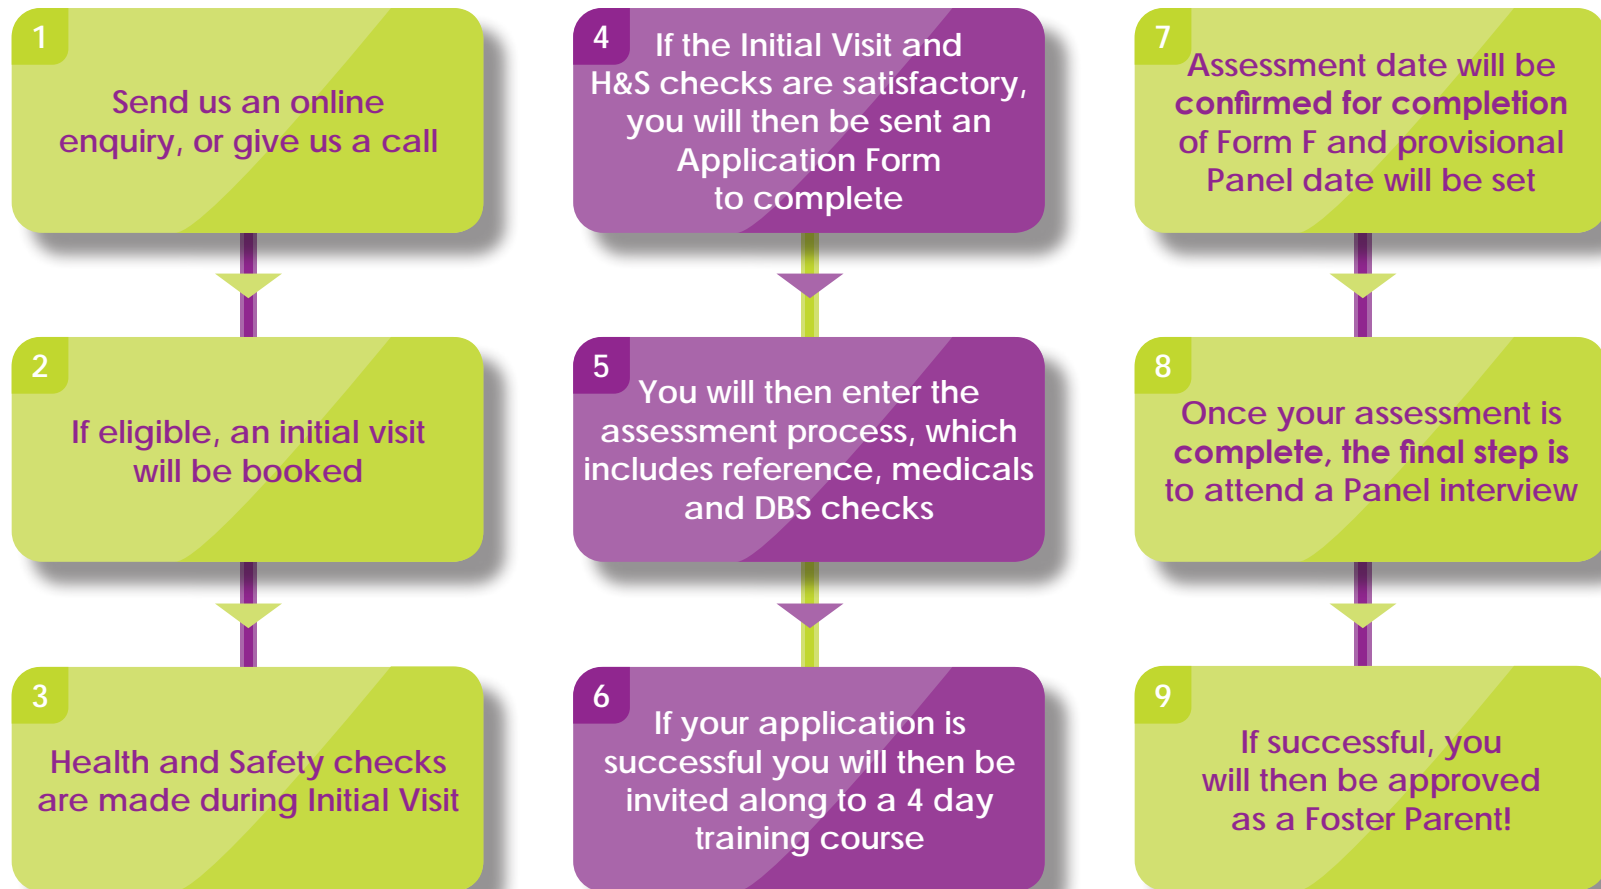 1
Send us an online
enquiry, or give us a call
2
If eligible, an initial visit
will be booked
3
Health and Safety checks
are made during Initial Visit
4
If the Initial Visit and
H&S checks are satisfactory,
you will then be sent an
Application Form
to complete
5
You will then enter the
assessment process, which
includes reference, medicals
and DBS checks
6
If your application is
successful you will then be
invited along to a 4 day
training course
7
Assessment date will be
confirmed for completion
of Form F and provisional
Panel date will be set
8
Once your assessment is
complete, the final step is
to attend a Panel interview
9
If successful, you
will then be approved
as a Foster Parent!